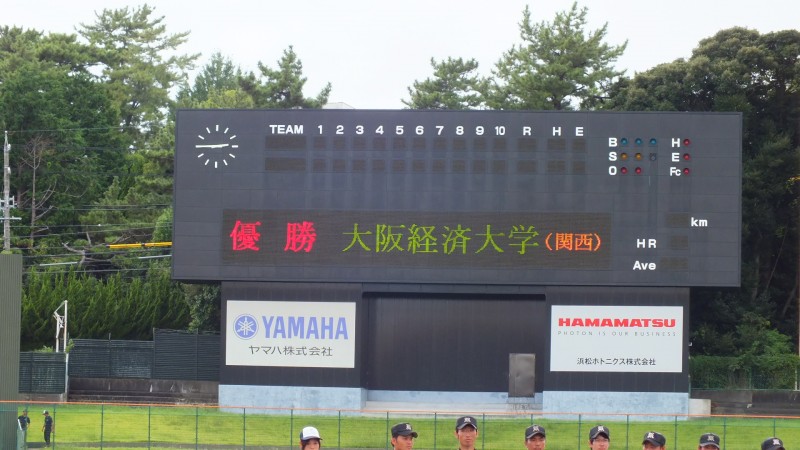 TEAM 1 2 3 4 5 6 7 8 9 10 R H E
B H
S E
O Fc
km
優勝 大阪経済大学(関西)
HR
Ave
YAMAHA
ヤマハ株式会社
HAMAMATSU
PHOTON IS OUR BUSINESS
浜松ホトニクス株式会社